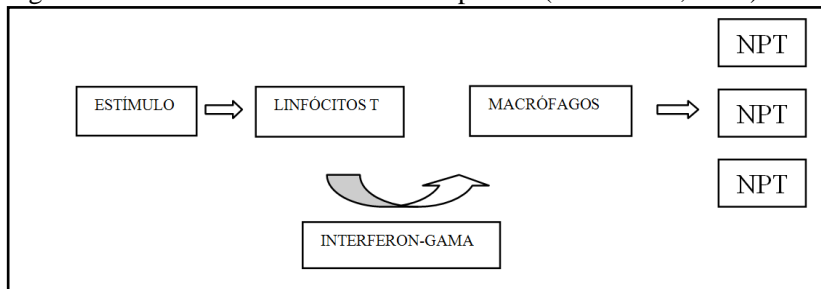 NPT
ESTÍMULO
LINFÓCITOS T
MACRÓFAGOS
NPT
NPT
INTERFERON-GAMA